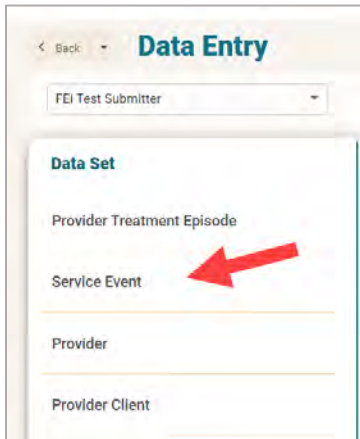 Back Data Entry
FEi Test Submitter
Data Set
Provider Treatment Episode
Service Event
Provider
Provider Client